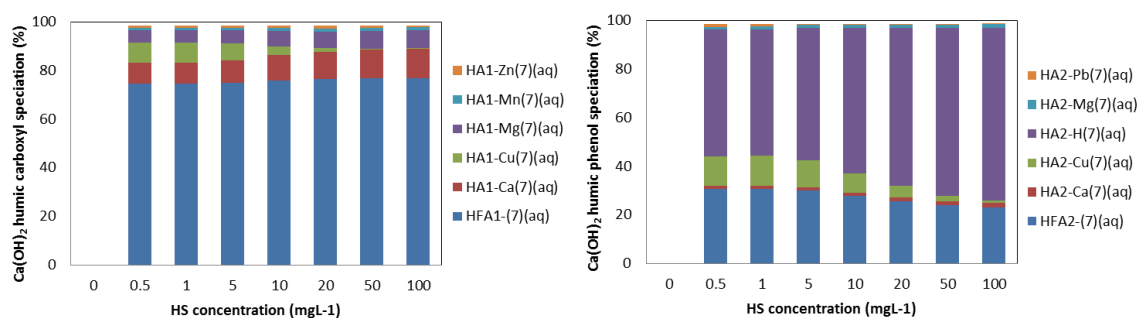 Ca(OH)2 humic carboxyl speciation (%)
100
80
60
40
20
0
0 0.5 1 5 10 20 50 100
HS concentration (mgL-1)
HA1-Zn(7)(aq)
HA1-Mn(7)(aq)
HA1-Mg(7)(aq)
HA1-Cu(7)(aq)
HA1-Ca(7)(aq)
HFA1-(7)(aq)
Ca(OH)2 humic phenol speciation (%)
100
80
60
40
20
0
0 0.5 1 5 10 20 50 100
HS concentration (mgL-1)
HA2-Pb(7)(aq)
HA2-Mg(7)(aq)
HA2-H(7)(aq)
HA2-Cu(7)(aq)
HA2-Ca(7)(aq)
HFA2-(7)(aq)